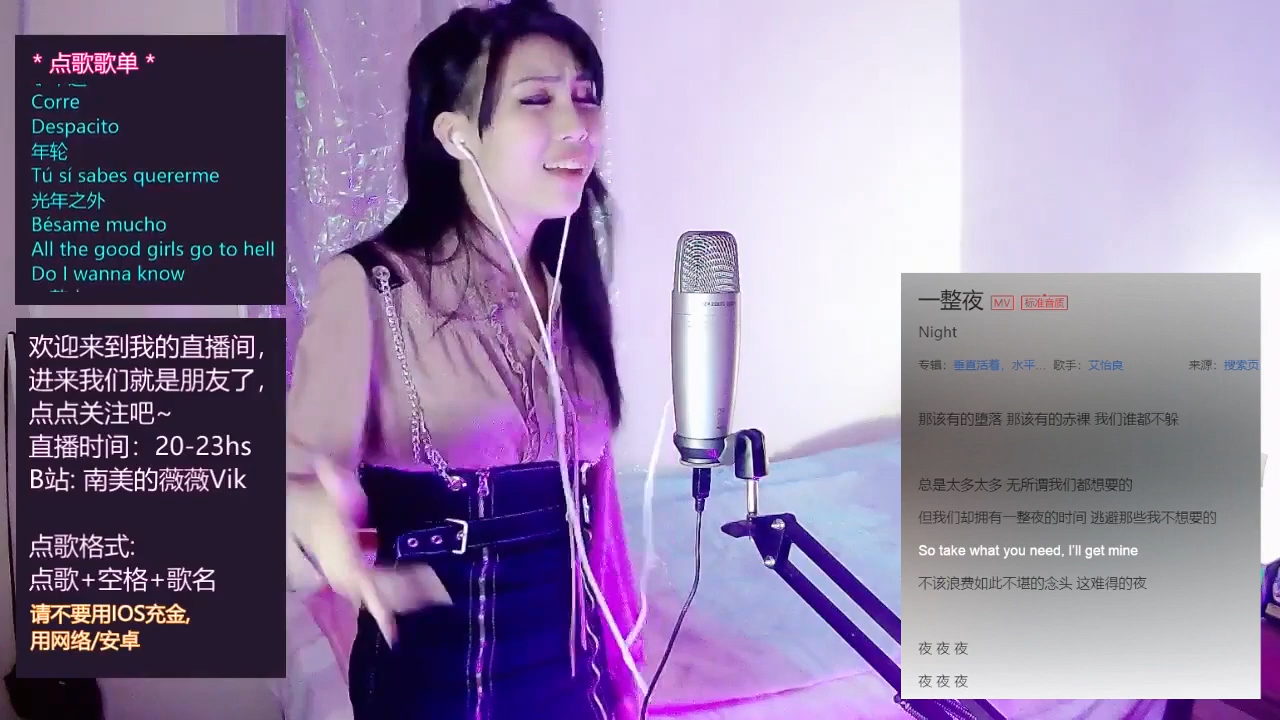 * 点歌歌单 *
Corre
Despacito
年轮
Tú sí sabes quererme
光年之外
Bésame mucho
All the good girls go to hell
Do I wanna know
欢迎来到我的直播间，
进来我们就是朋友了，
点点关注吧~
直播时间：20-23hs
B站: 南美的薇薇Vik
点歌格式:
点歌+空格+歌名
请不要用IOS充金,
用网络/安卓
一整夜 MV 标准音质
Night
专辑：垂直活着，水平... 歌手：艾怡良 来源：搜索页
那该有的堕落 那该有的赤裸 我们谁都不躲
总是太多太多 无所谓我们都想要的
但我们却拥有一整夜的时间 逃避那些我不想要的
So take what you need, I'll get mine
不该浪费如此不堪的念头 这难得的夜
夜 夜 夜
夜 夜 夜